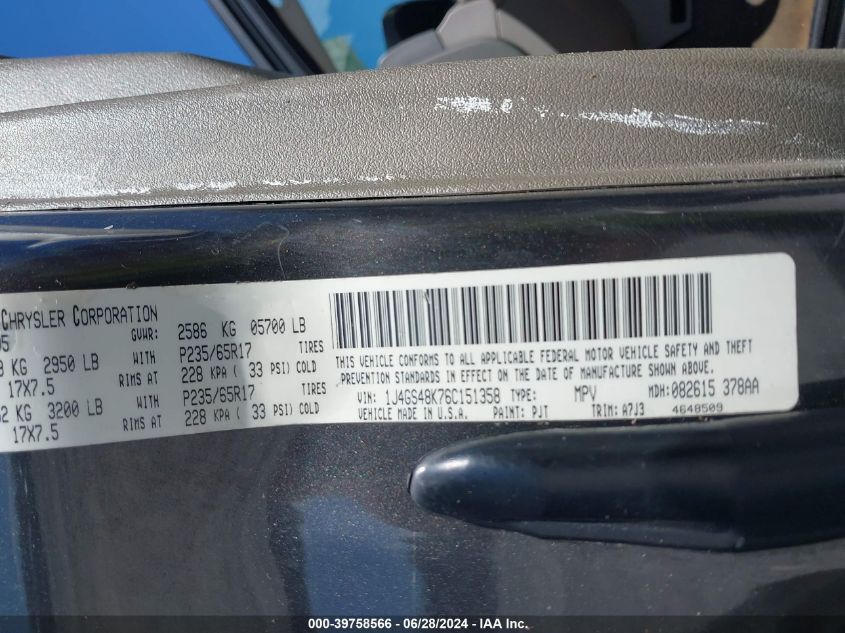 CHRYSLER CORPORATION
GVWR: 2586 KG 05700 LB
KG 2950 LB WITH P235/65R17 TIRES
17X7.5 RIMS AT 228 KPA ( 33 PSI) COLD
KG 3200 LB WITH P235/65R17 TIRES
17X7.5 RIMS AT 228 KPA ( 33 PSI) COLD
THIS VEHICLE CONFORMS TO ALL APPLICABLE FEDERAL MOTOR VEHICLE SAFETY AND THEFT
PREVENTION STANDARDS IN EFFECT ON THE DATE OF MANUFACTURE SHOWN ABOVE.
VIN: 1J4GS48K76C151358 TYPE: MPV MDH: 082615 378AA
VEHICLE MADE IN U.S.A. PAINT: PJT TRIM: A7J3 4648509
000-39758566 - 06/28/2024 - IAA Inc.